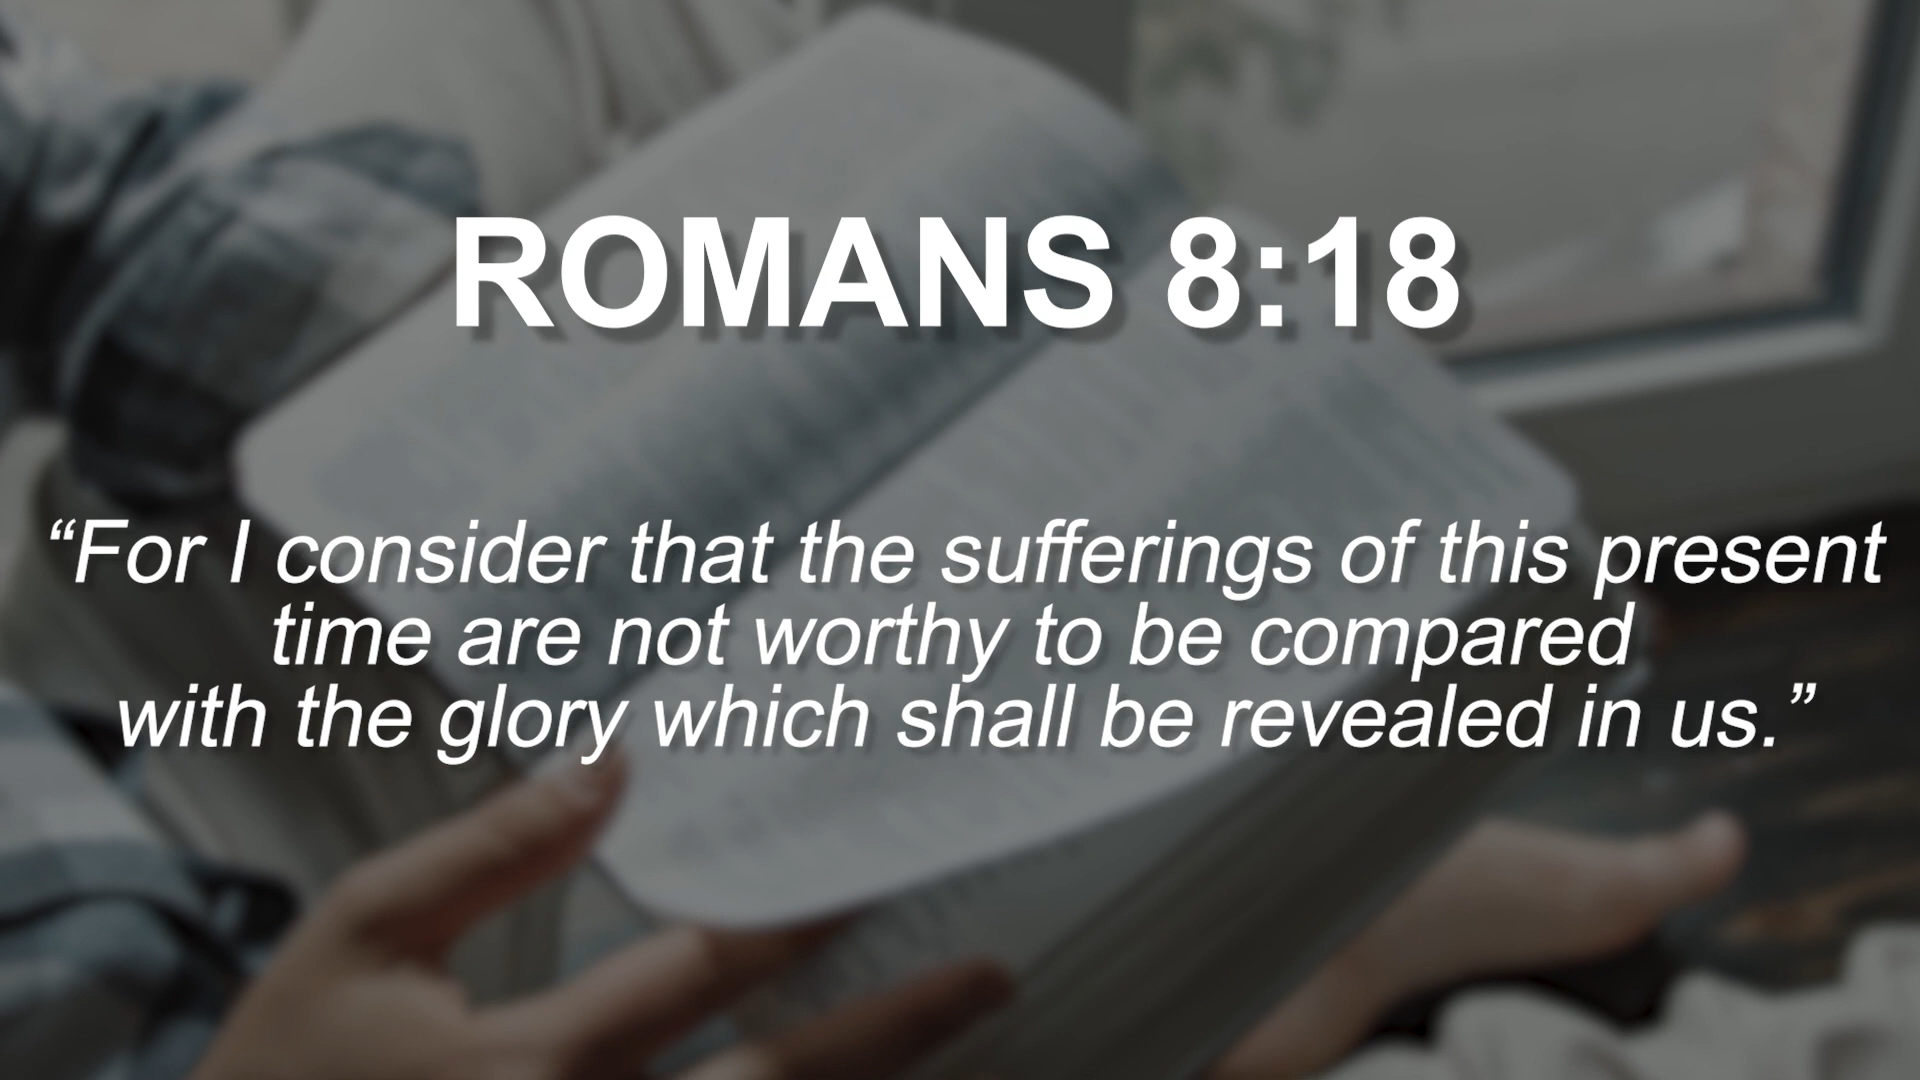 ROMANS 8:18
“For I consider that the sufferings of this present
time are not worthy to be compared
with the glory which shall be revealed in us.”